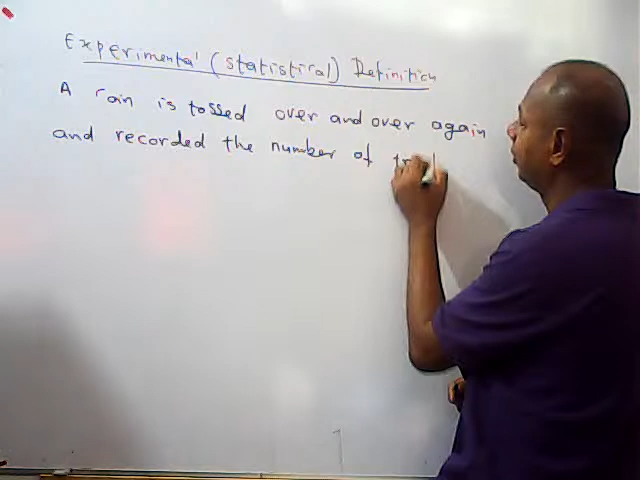 Experimental (statistical) Definition
A coin is tossed over and over again
and recorded the number of